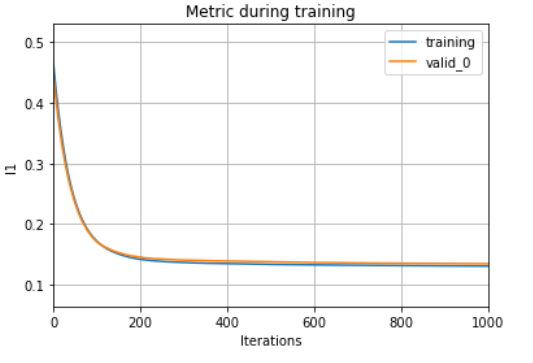 Metric during training
0.5
0.4
0.3
0.2
0.1
l1
training
valid_0
0 200 400 600 800 1000
Iterations